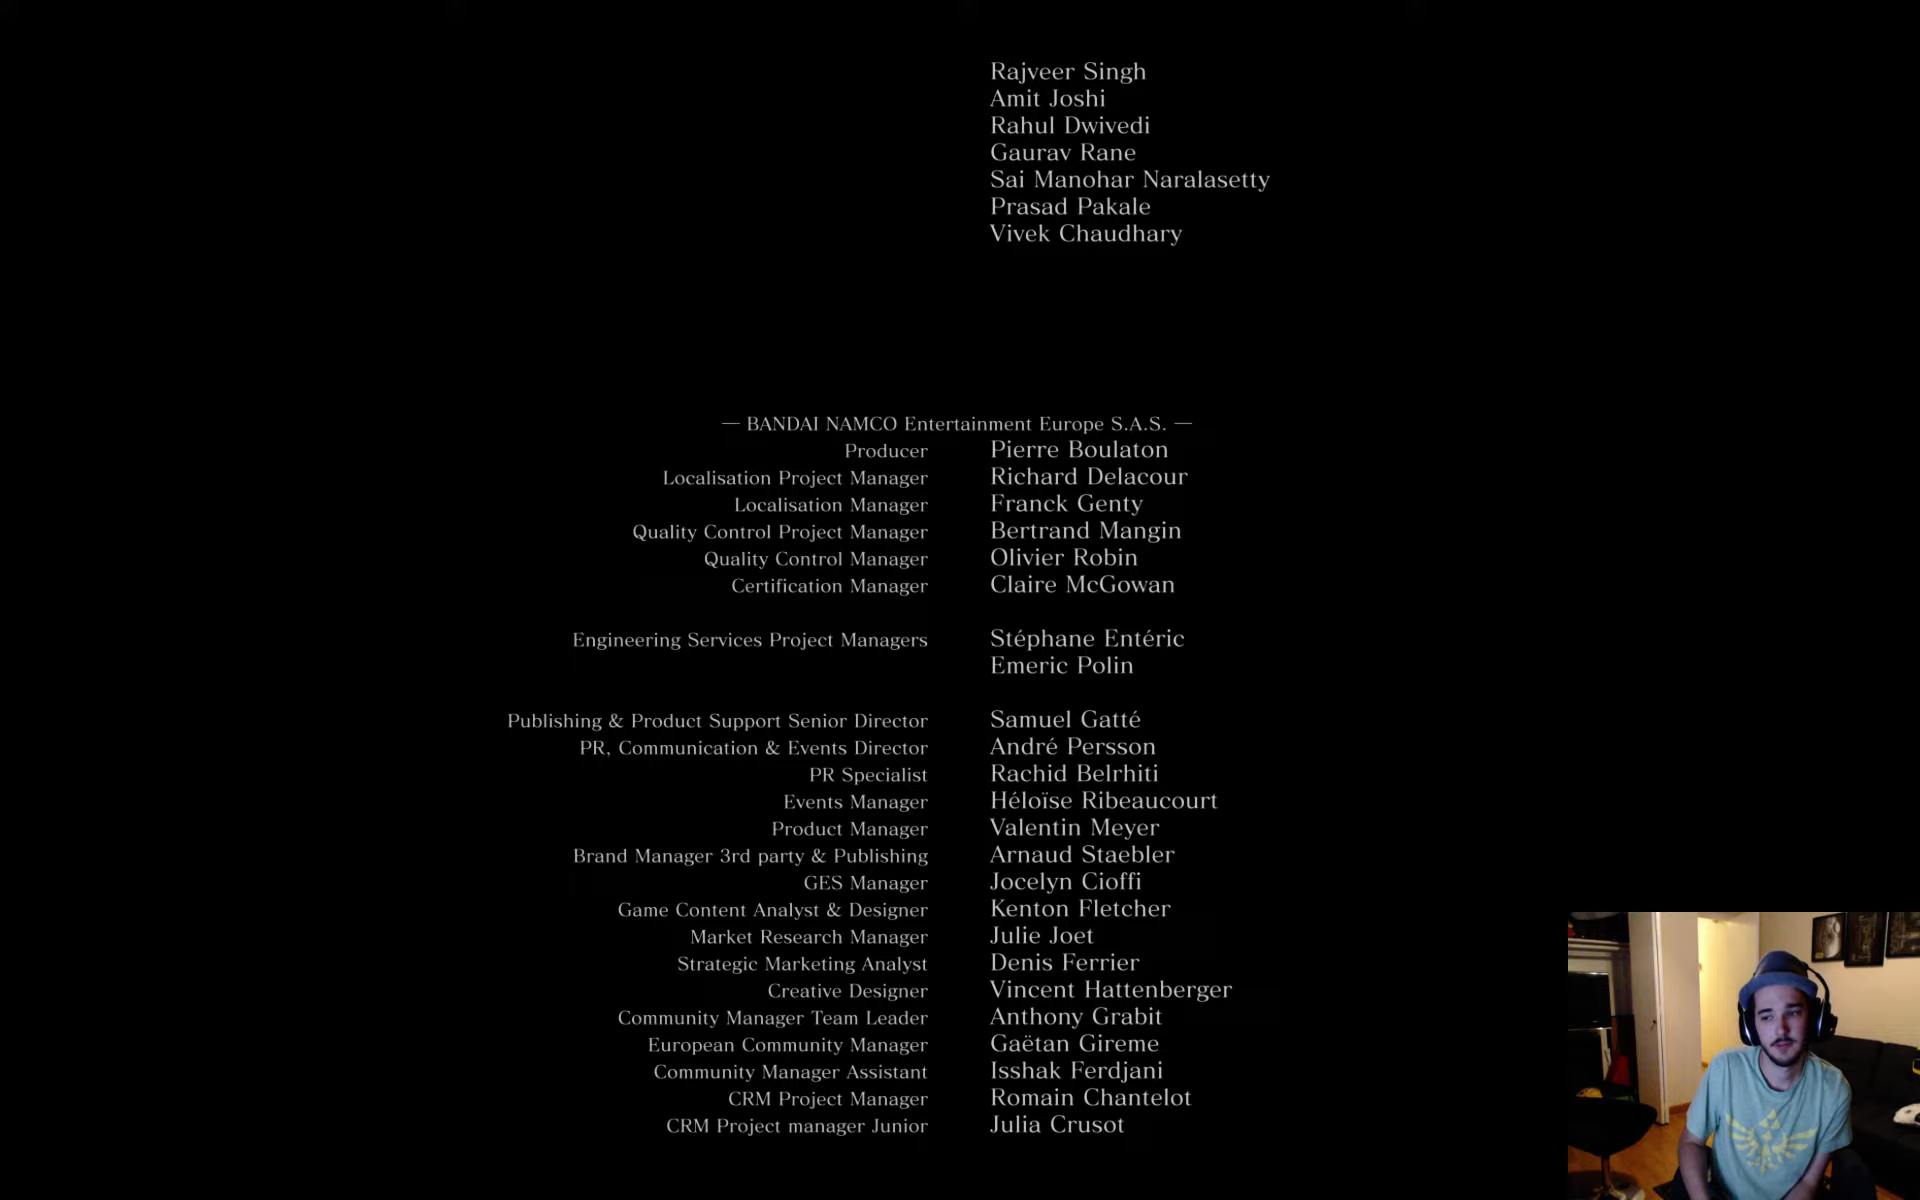 Rajveer Singh
Amit Joshi
Rahul Dwivedi
Gaurav Rane
Sai Manohar Naralasetty
Prasad Pakale
Vivek Chaudhary
— BANDAI NAMCO Entertainment Europe S.A.S. —
Producer Pierre Boulaton
Localisation Project Manager Richard Delacour
Localisation Manager Franck Genty
Quality Control Project Manager Bertrand Mangin
Quality Control Manager Olivier Robin
Certification Manager Claire McGowan
Engineering Services Project Managers Stéphane Entéric
Emeric Polin
Publishing & Product Support Senior Director Samuel Gatté
PR, Communication & Events Director André Persson
PR Specialist Rachid Belrhiti
Events Manager Héloïse Ribeaucourt
Product Manager Valentin Meyer
Brand Manager 3rd party & Publishing Arnaud Staebler
GES Manager Jocelyn Cioffi
Game Content Analyst & Designer Kenton Fletcher
Market Research Manager Julie Joet
Strategic Marketing Analyst Denis Ferrier
Creative Designer Vincent Hattenberger
Community Manager Team Leader Anthony Grabit
European Community Manager Gaëtan Gireme
Community Manager Assistant Isshak Ferdjani
CRM Project Manager Romain Chantelot
CRM Project manager Junior Julia Crusot